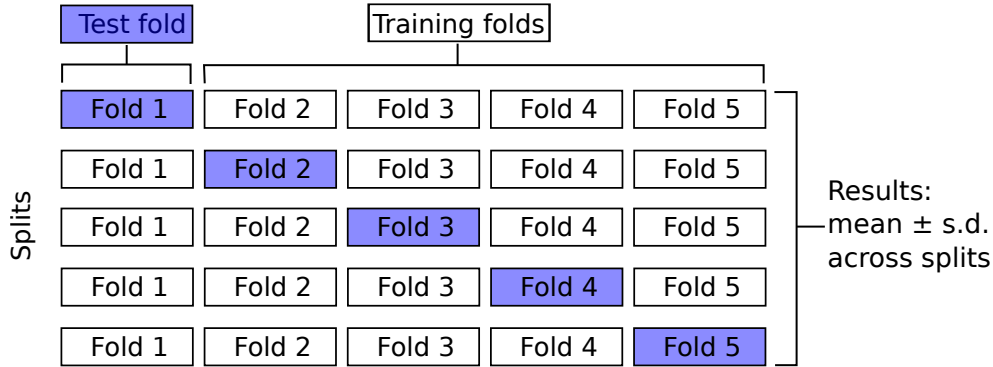 Test fold
Training folds
Fold 1 Fold 2 Fold 3 Fold 4 Fold 5
Fold 1 Fold 2 Fold 3 Fold 4 Fold 5
Fold 1 Fold 2 Fold 3 Fold 4 Fold 5
Fold 1 Fold 2 Fold 3 Fold 4 Fold 5
Fold 1 Fold 2 Fold 3 Fold 4 Fold 5
Splits
Results:
mean ± s.d.
across splits